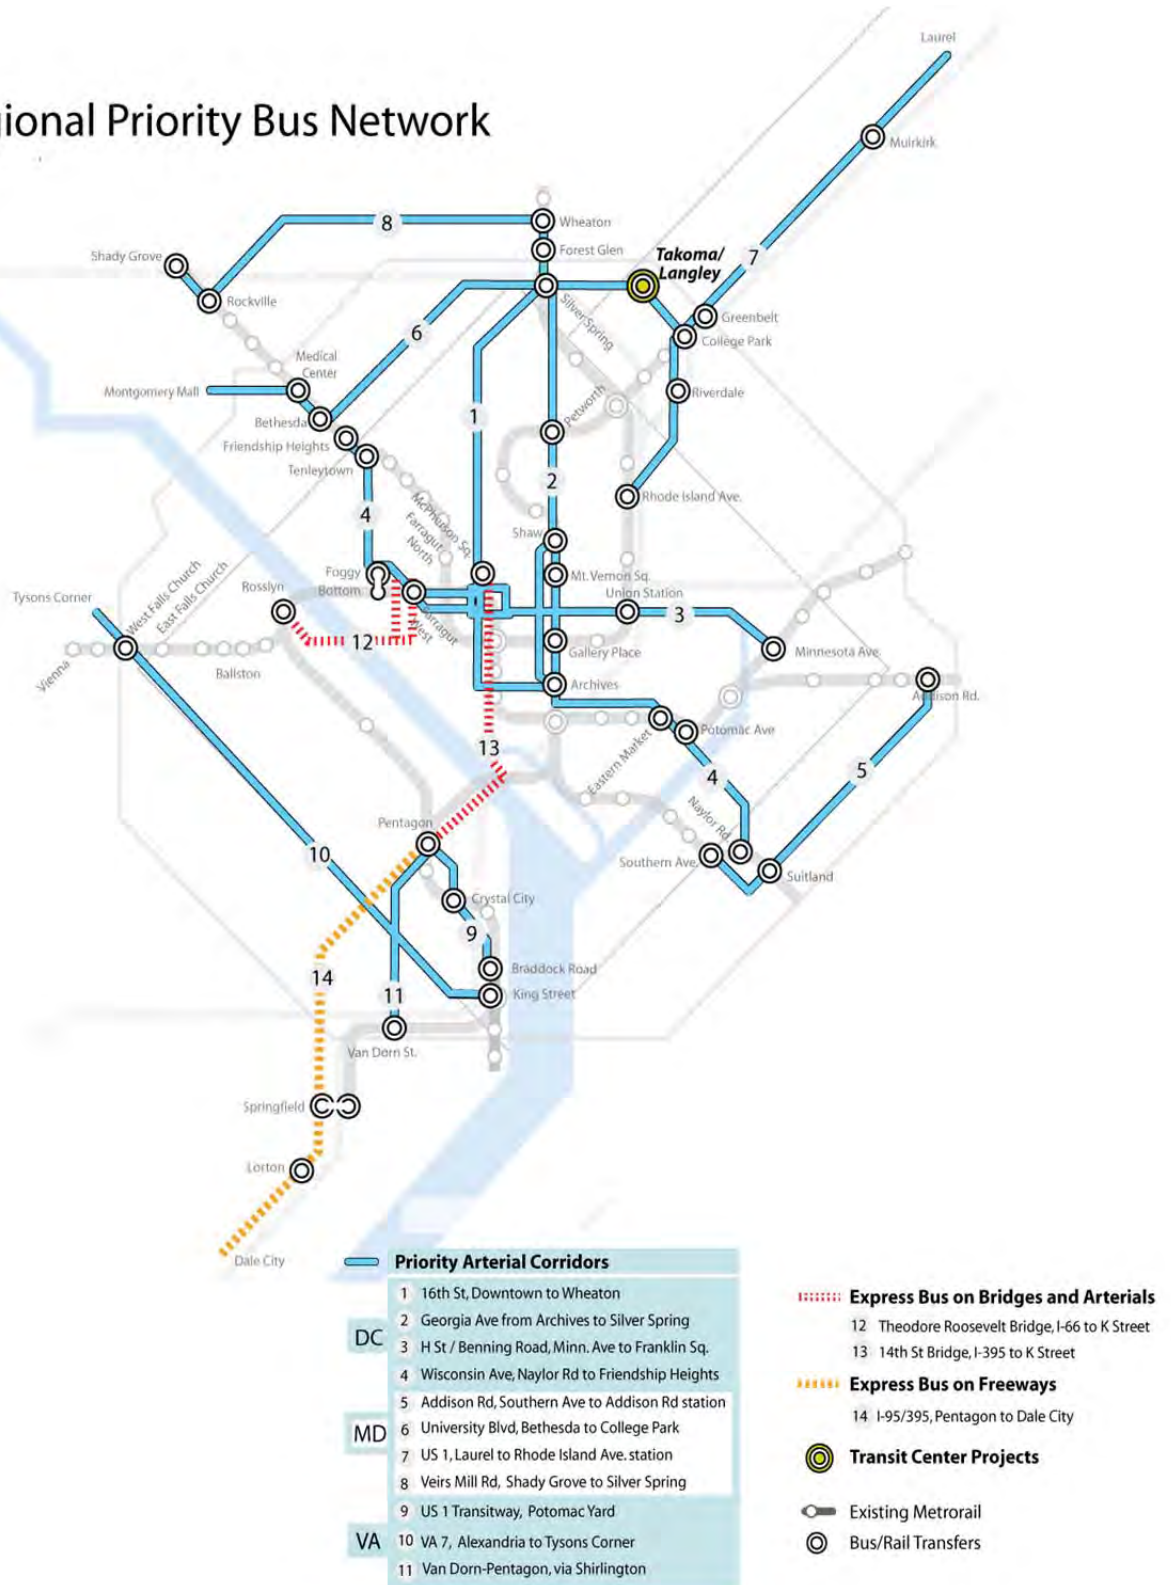 gional Priority Bus Network
Laurel
Muirkirk
Wheaton
8
Forest Glen
Shady Grove
Takoma/
Langley
7
Rockville
Silver Spring
Greenbelt
6
College Park
Medical
Center
Montgomery Mall
Riverdale
Petworth
Bethesda
1
Friendship Heights
Tenleytown
2
McPhurson Sq.
Rhode Island Ave.
4
Farragut
North
Shaw
Foggy
Bottom
Mt. Vernon Sq.
West Falls Church
East Falls Church
Rosslyn
Union Station
Tysons Corner
3
Farragut
West
12
Gallery Place
Minnesota Ave.
Vienna
Ballston
Archives
Addison Rd.
Potomac Ave
13
Eastern Market
4
5
Naylor Rd
Pentagon
10
Southern Ave.
Suitland
Crystal City
9
14
Braddock Road
11
King Street
Van Dorn St.
Springfield
Lorton
Dale City
Priority Arterial Corridors
DC
1 16th St, Downtown to Wheaton
2 Georgia Ave from Archives to Silver Spring
3 H St / Benning Road, Minn. Ave to Franklin Sq.
4 Wisconsin Ave, Naylor Rd to Friendship Heights
MD
5 Addison Rd, Southern Ave to Addison Rd station
6 University Blvd, Bethesda to College Park
7 US 1, Laurel to Rhode Island Ave. station
8 Veirs Mill Rd, Shady Grove to Silver Spring
VA
9 US 1 Transitway, Potomac Yard
10 VA 7, Alexandria to Tysons Corner
11 Van Dorn-Pentagon, via Shirlington
Express Bus on Bridges and Arterials
12 Theodore Roosevelt Bridge, I-66 to K Street
13 14th St Bridge, I-395 to K Street
Express Bus on Freeways
14 I-95/395, Pentagon to Dale City
Transit Center Projects
Existing Metrorail
Bus/Rail Transfers